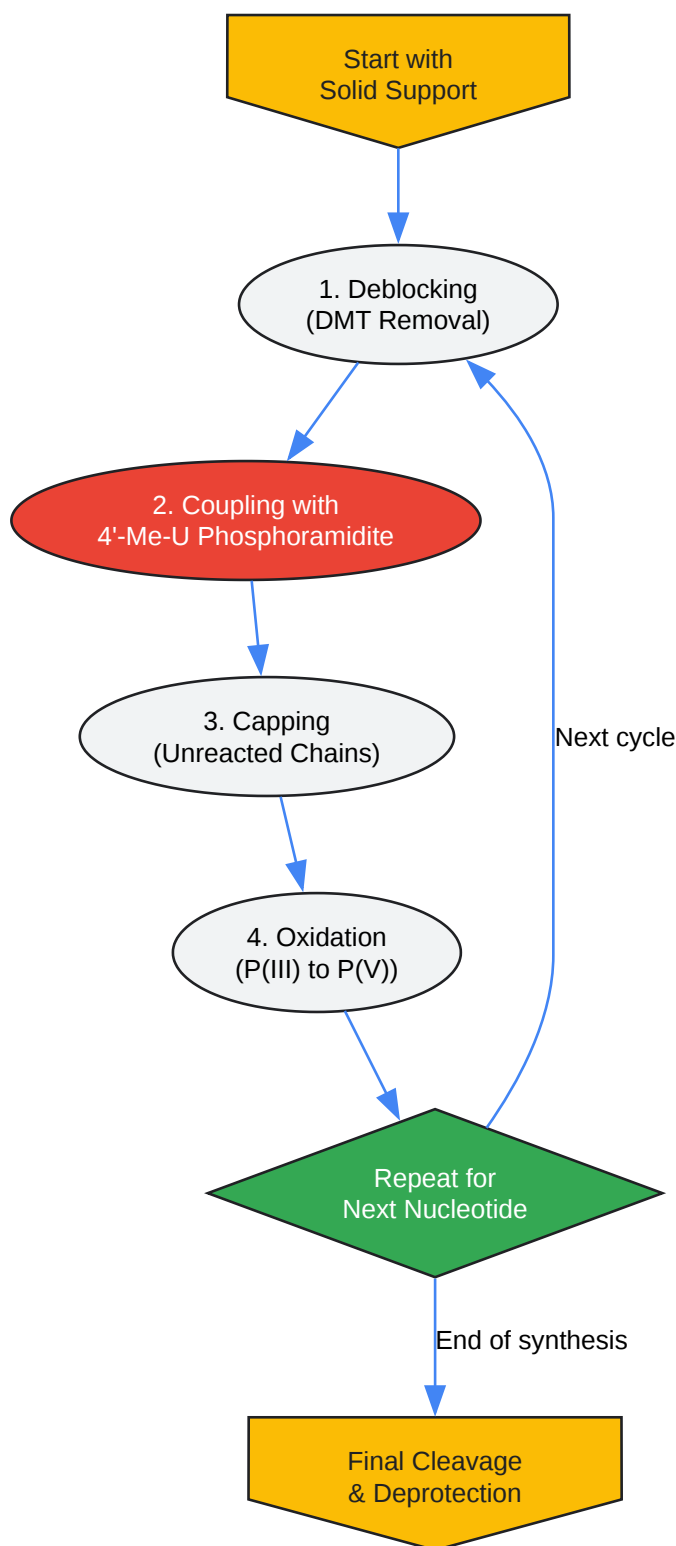 Start with
Solid Support
1. Deblocking
(DMT Removal)
2. Coupling with
4'-Me-U Phosphoramidite
3. Capping
(Unreacted Chains)
Next cycle
4. Oxidation
(P(III) to P(V))
Repeat for
Next Nucleotide
End of synthesis
Final Cleavage
& Deprotection